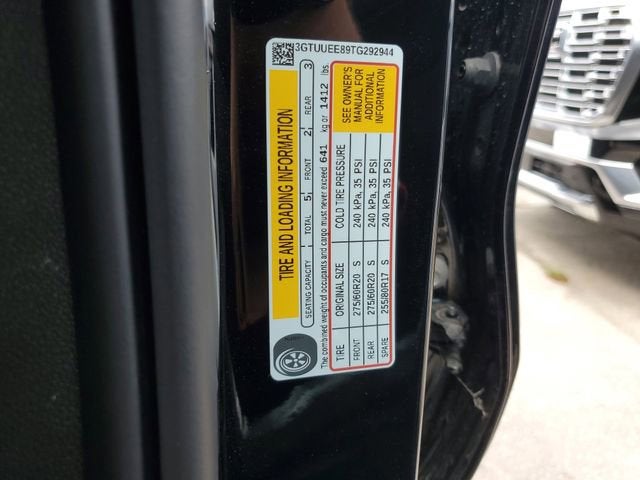 3GTUUEE89TG292944
TIRE AND LOADING INFORMATION
SEATING CAPACITY TOTAL 5 FRONT 2 REAR 3
The combined weight of occupants and cargo must never exceed 641 kg or 1412 lbs.
TIRE ORIGINAL SIZE COLD TIRE PRESSURE
FRONT 275/60R20 S 240 kPa, 35 PSI
REAR 275/60R20 S 240 kPa, 35 PSI
SPARE 255/80R17 S 240 kPa, 35 PSI
SEE OWNER'S
MANUAL FOR
ADDITIONAL
INFORMATION